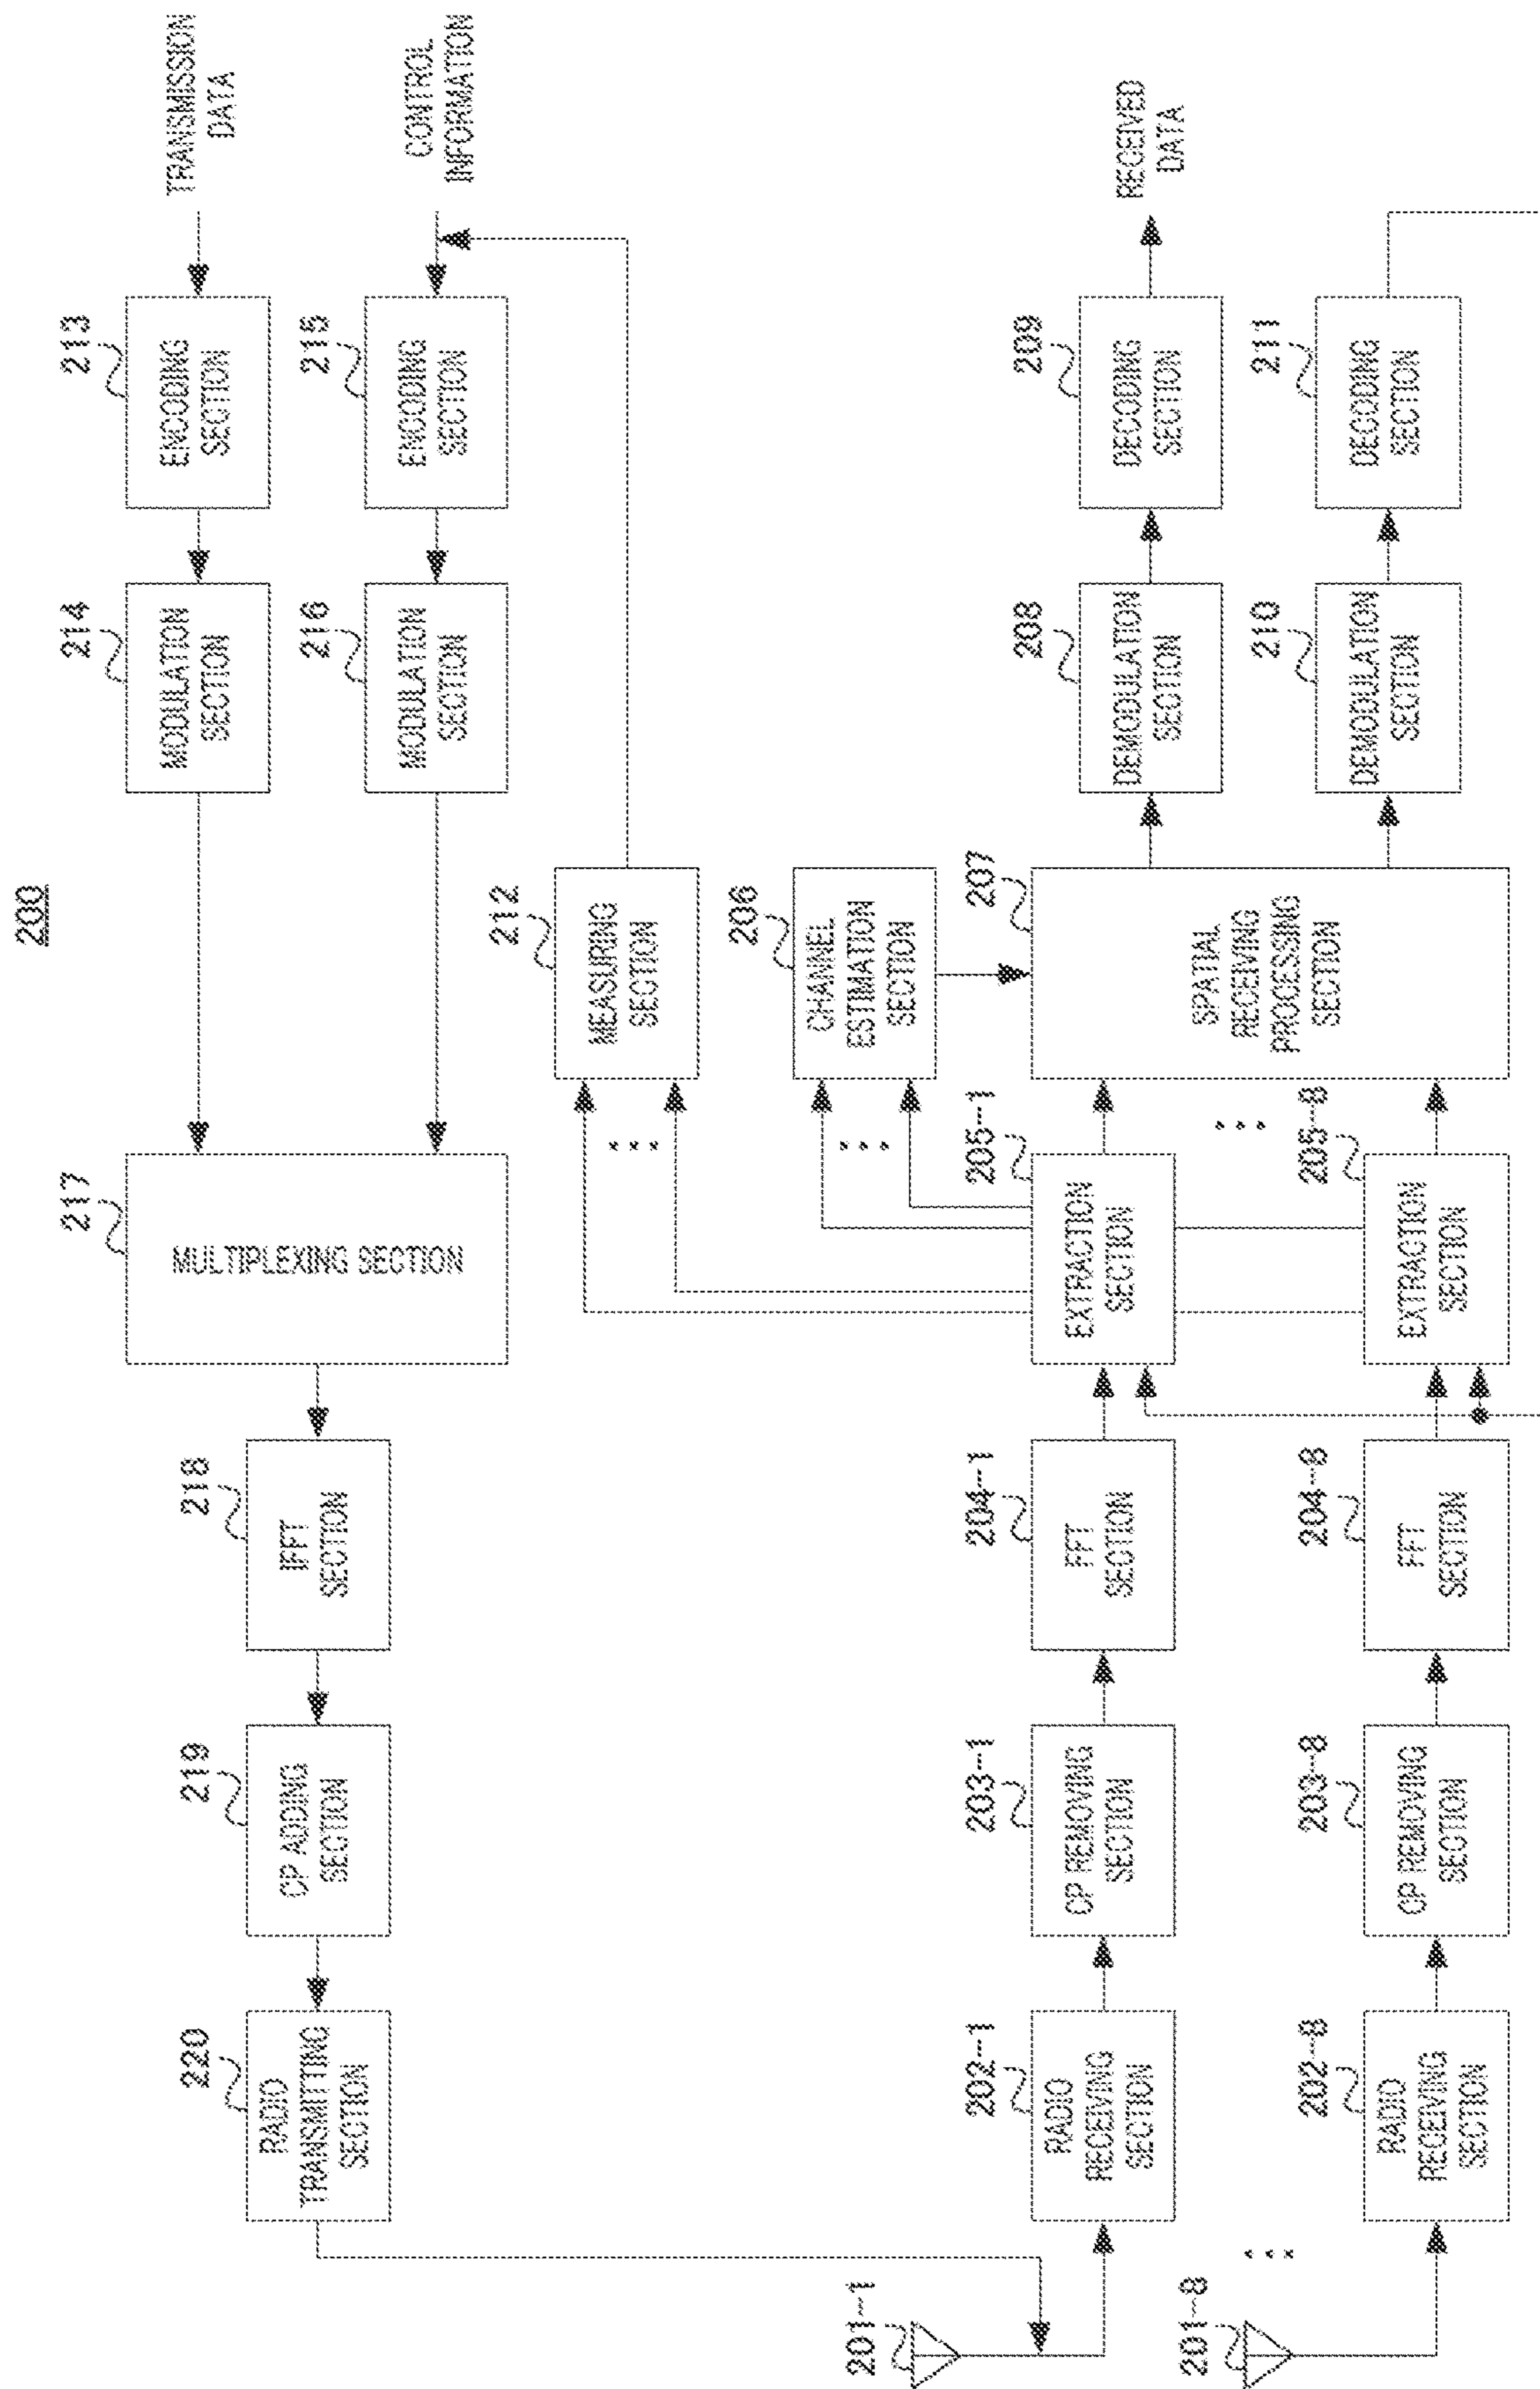 200
TRANSMISSION
DATA
213
ENCODING
SECTION
214
MODULATION
SECTION
CONTROL
INFORMATION
215
ENCODING
SECTION
216
MODULATION
SECTION
217
MULTIPLEXING SECTION
218
IFFT
SECTION
219
CP ADDING
SECTION
220
RADIO
TRANSMITTING
SECTION
212
MEASURING
SECTION
206
CHANNEL
ESTIMATION
SECTION
201-1
202-1
RADIO
RECEIVING
SECTION
203-1
CP REMOVING
SECTION
204-1
FFT
SECTION
205-1
EXTRACTION
SECTION
207
SPATIAL
RECEIVING
PROCESSING
SECTION
208
DEMODULATION
SECTION
209
DECODING
SECTION
RECEIVED
DATA
201-8
202-8
RADIO
RECEIVING
SECTION
203-8
CP REMOVING
SECTION
204-8
FFT
SECTION
205-8
EXTRACTION
SECTION
210
DEMODULATION
SECTION
211
DECODING
SECTION